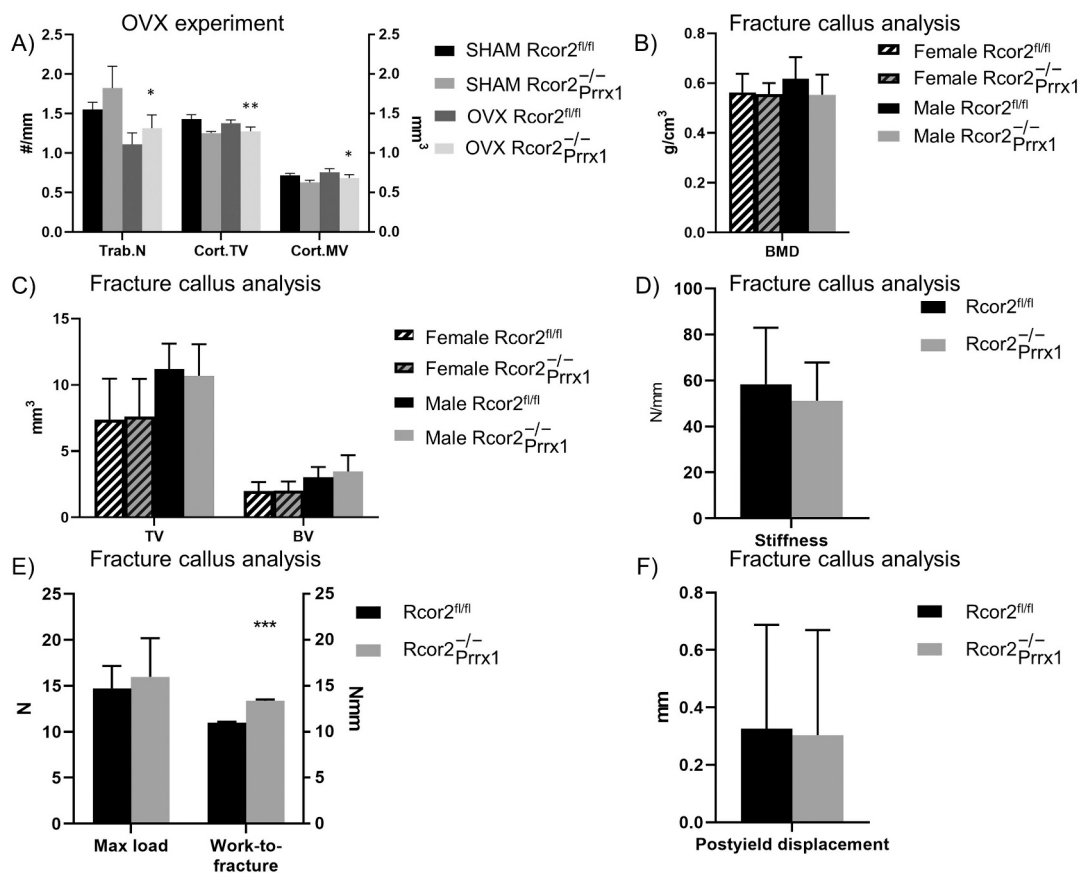 OVX experiment
A)
2.5
2.0
1.5
1.0
0.5
0.0
#/mm
*
**
*
2.5
2.0
1.5
1.0
0.5
0.0
mm³
Trab.N Cort.TV Cort.MV
SHAM Rcor2fl/fl
SHAM Rcor2−/−Prrx1
OVX Rcor2fl/fl
OVX Rcor2−/−Prrx1
Fracture callus analysis
B)
0.8
0.6
0.4
0.2
0.0
g/cm³
BMD
Female Rcor2fl/fl
Female Rcor2−/−Prrx1
Male Rcor2fl/fl
Male Rcor2−/−Prrx1
C)
Fracture callus analysis
15
10
5
0
mm³
TV BV
Female Rcor2fl/fl
Female Rcor2−/−Prrx1
Male Rcor2fl/fl
Male Rcor2−/−Prrx1
D)
Fracture callus analysis
100
80
60
40
20
0
N/mm
Stiffness
Rcor2fl/fl
Rcor2−/−Prrx1
E)
Fracture callus analysis
25
20
15
10
5
0
N
***
25
20
15
10
5
0
Nmm
Max load Work-to-
fracture
Rcor2fl/fl
Rcor2−/−Prrx1
F)
Fracture callus analysis
0.8
0.6
0.4
0.2
0.0
mm
Postyield displacement
Rcor2fl/fl
Rcor2−/−Prrx1